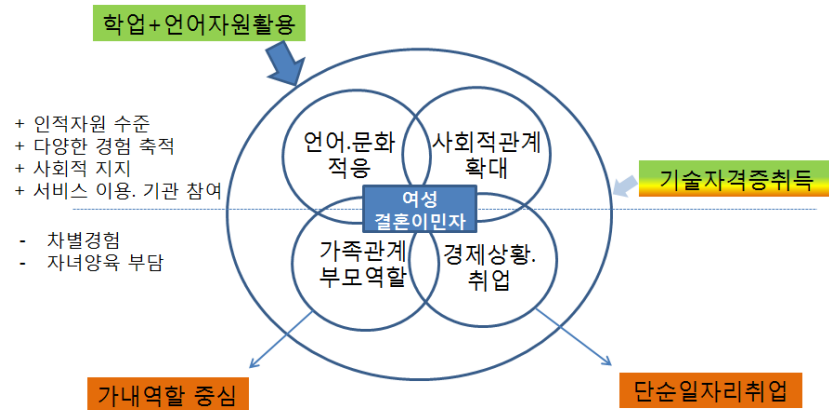 학업+언어자원활용
+ 인적자원 수준
+ 다양한 경험 축적
+ 사회적 지지
+ 서비스 이용. 기관 참여
- 차별경험
- 자녀양육 부담
언어.문화
적응
사회적관계
확대
여성
결혼이민자
가족관계
부모역할
경제상황.
취업
기술자격증취득
가내역할 중심
단순일자리취업